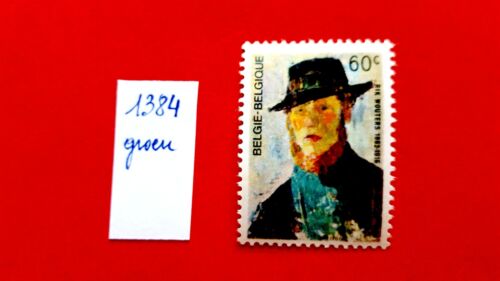 1384
groen
60c
BELGIE-BELGIQUE
RIK WOUTERS 1882-1916